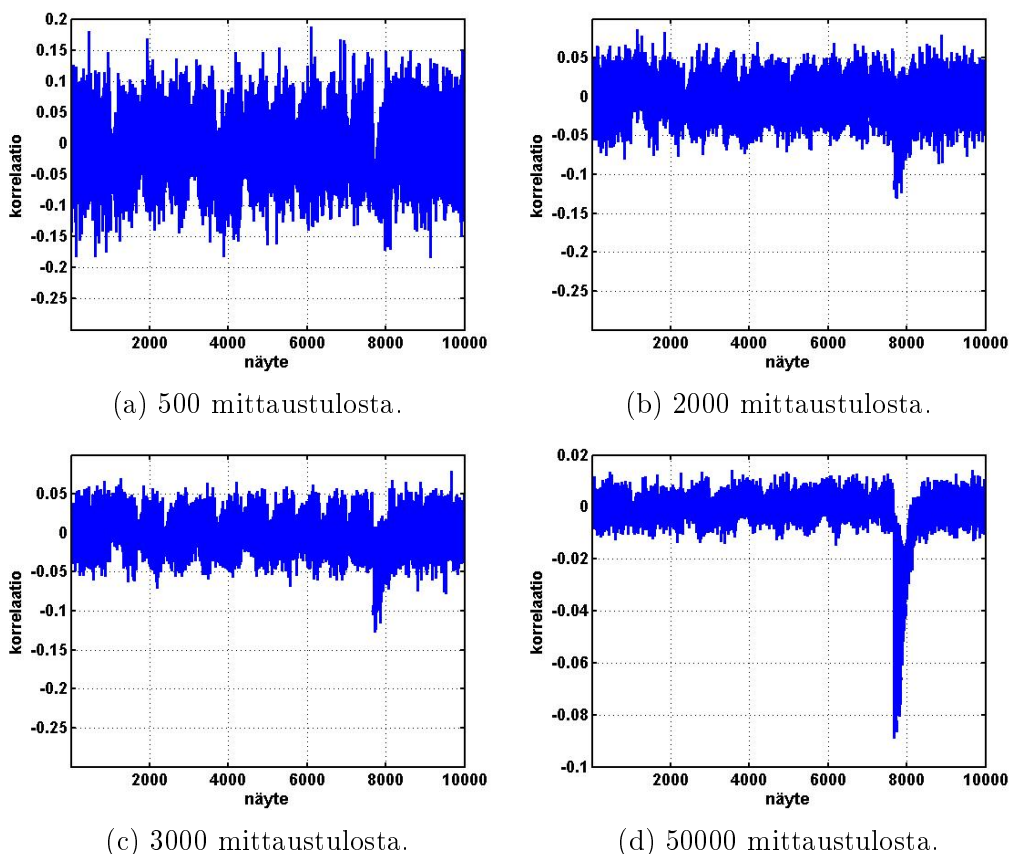 0.2
0.15
0.1
0.05
0
-0.05
-0.1
-0.15
-0.2
-0.25
korrelaatio
2000 4000 6000 8000 10000
näyte
(a) 500 mittaustulosta.
0.05
0
-0.05
-0.1
-0.15
-0.2
-0.25
korrelaatio
2000 4000 6000 8000 10000
näyte
(b) 2000 mittaustulosta.
0.05
0
-0.05
-0.1
-0.15
-0.2
-0.25
korrelaatio
2000 4000 6000 8000 10000
näyte
(c) 3000 mittaustulosta.
0.02
0
-0.02
-0.04
-0.06
-0.08
-0.1
korrelaatio
2000 4000 6000 8000 10000
näyte
(d) 50000 mittaustulosta.